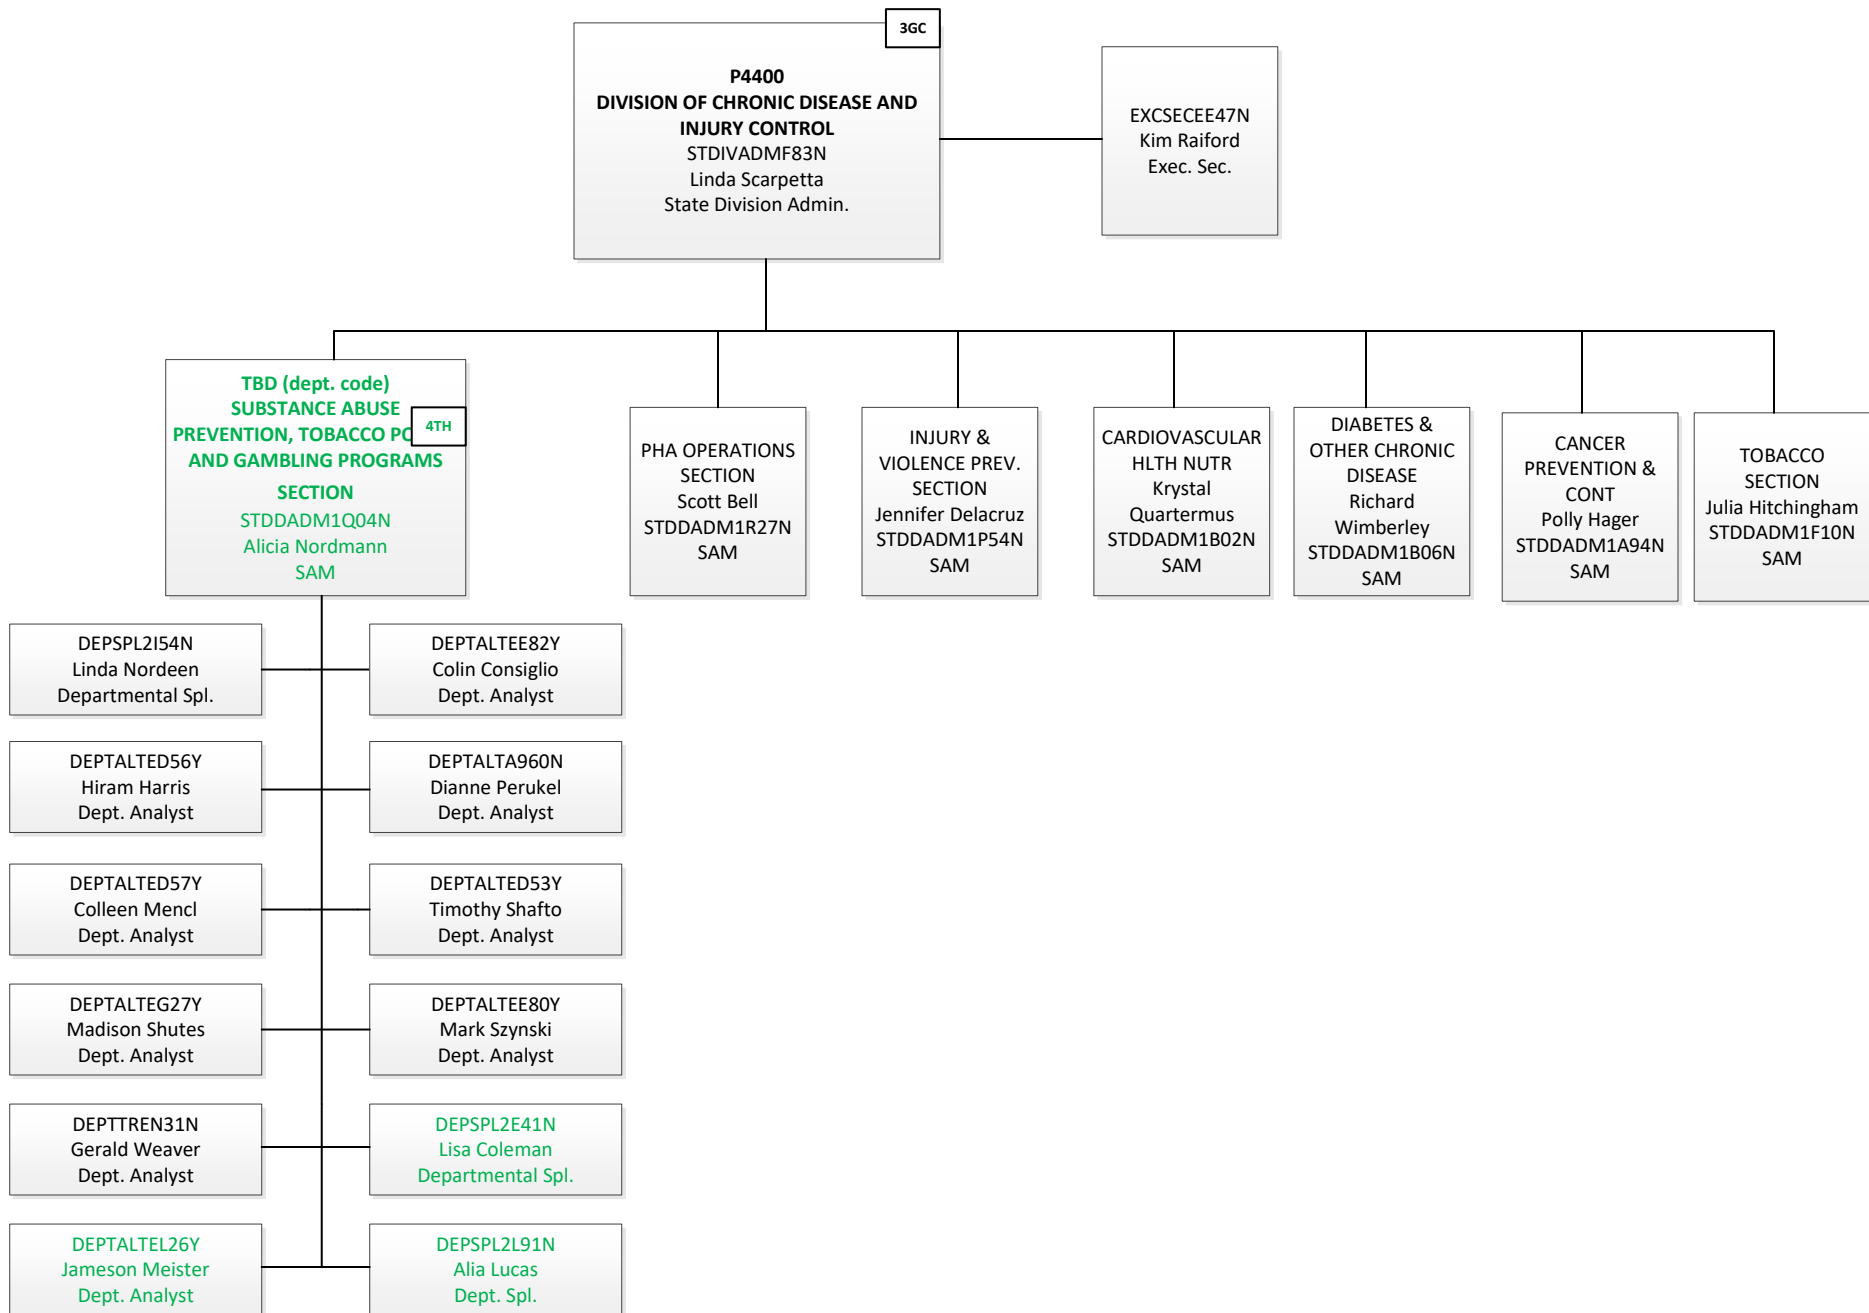 3GC
P4400
DIVISION OF CHRONIC DISEASE AND
INJURY CONTROL
STDIVADMF83N
Linda Scarpetta
State Division Admin.
EXCSECEE47N
Kim Raiford
Exec. Sec.
TBD (dept. code)
SUBSTANCE ABUSE
PREVENTION, TOBACCO
4TH
AND GAMBLING PROGRAMS
SECTION
STDDADM1Q04N
Alicia Nordmann
SAM
PHA OPERATIONS
SECTION
Scott Bell
STDDADM1R27N
SAM
INJURY &
VIOLENCE PREV.
SECTION
Jennifer Delacruz
STDDADM1P54N
SAM
CARDIOVASCULAR
HLTH NUTR
Krystal
Quartermus
STDDADM1B02N
SAM
DIABETES &
OTHER CHRONIC
DISEASE
Richard
Wimberley
STDDADM1B06N
SAM
CANCER
PREVENTION &
CONT
Polly Hager
STDDADM1A94N
SAM
TOBACCO
SECTION
Julia Hitchingham
STDDADM1F10N
SAM
DEPSPL2I54N
Linda Nordeen
Departmental Spl.
DEPTALTEE82Y
Colin Consiglio
Dept. Analyst
DEPTALTED56Y
Hiram Harris
Dept. Analyst
DEPTALTA960N
Dianne Perukel
Dept. Analyst
DEPTALTED57Y
Colleen Mencl
Dept. Analyst
DEPTALTED53Y
Timothy Shafto
Dept. Analyst
DEPTALTEG27Y
Madison Shutes
Dept. Analyst
DEPTALTEE80Y
Mark Szynski
Dept. Analyst
DEPTTREN31N
Gerald Weaver
Dept. Analyst
DEPSPL2E41N
Lisa Coleman
Departmental Spl.
DEPTALTEL26Y
Jameson Meister
Dept. Analyst
DEPSPL2L91N
Alia Lucas
Dept. Spl.